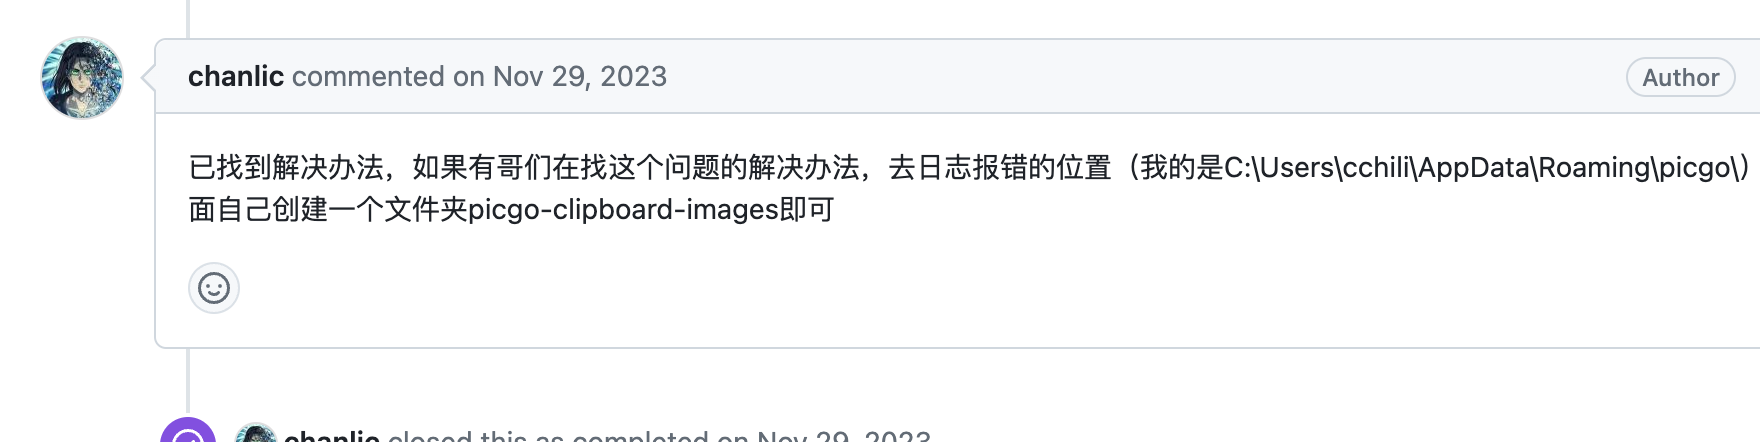 chanlic commented on Nov 29, 2023
Author
已找到解决办法，如果有哥们在找这个问题的解决办法，去日志报错的位置（我的是C:\Users\cchili\AppData\Roaming\picgo\）
面自己创建一个文件夹picgo-clipboard-images即可
chanlic closed this as completed on Nov 29, 2023